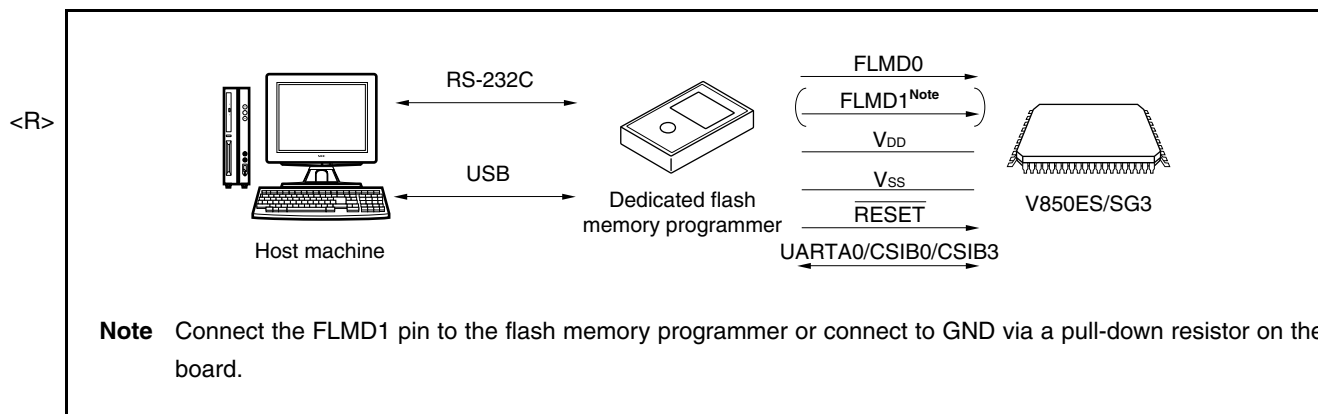 <R>
RS-232C
USB
Host machine
Dedicated flash
memory programmer
FLMD0
FLMD1Note
VDD
VSS
RESET
UARTA0/CSIB0/CSIB3
V850ES/SG3
Note Connect the FLMD1 pin to the flash memory programmer or connect to GND via a pull-down resistor on the
board.